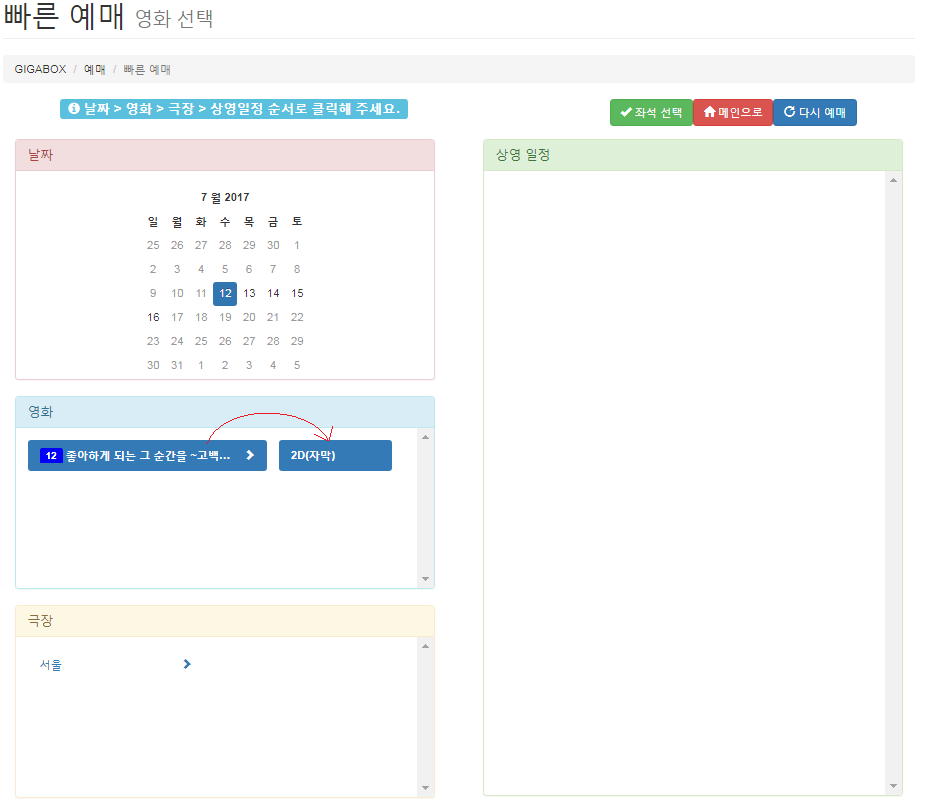 빠른 예매 영화 선택
GIGABOX / 예매 / 빠른 예매
날짜 > 영화 > 극장 > 상영일정 순서로 클릭해 주세요.
좌석 선택 메인으로 다시 예매
날짜
7 월 2017
일 월 화 수 목 금 토
25 26 27 28 29 30 1
2 3 4 5 6 7 8
9 10 11 12 13 14 15
16 17 18 19 20 21 22
23 24 25 26 27 28 29
30 31 1 2 3 4 5
영화
12 좋아하게 되는 그 순간을 ~고백...
2D(자막)
극장
서울
상영 일정